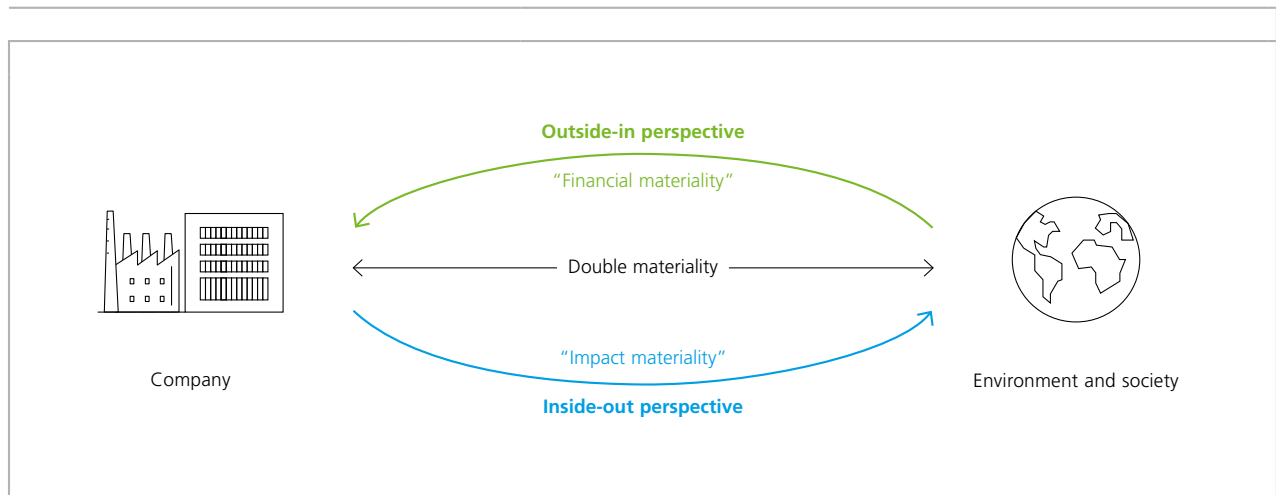 Outside-in perspective
“Financial materiality”
Double materiality
“Impact materiality”
Company
Environment and society
Inside-out perspective